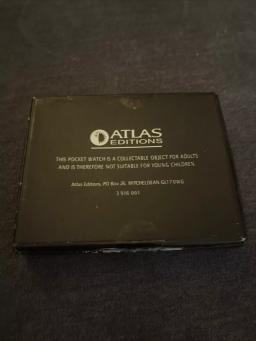 ATLAS
EDITIONS
THIS POCKET WATCH IS A COLLECTABLE OBJECT FOR ADULTS
AND IS THEREFORE NOT SUITABLE FOR YOUNG CHILDREN.
Atlas Editions, PO Box 26, MITCHELDEAN GL17 0WG
3 516 001